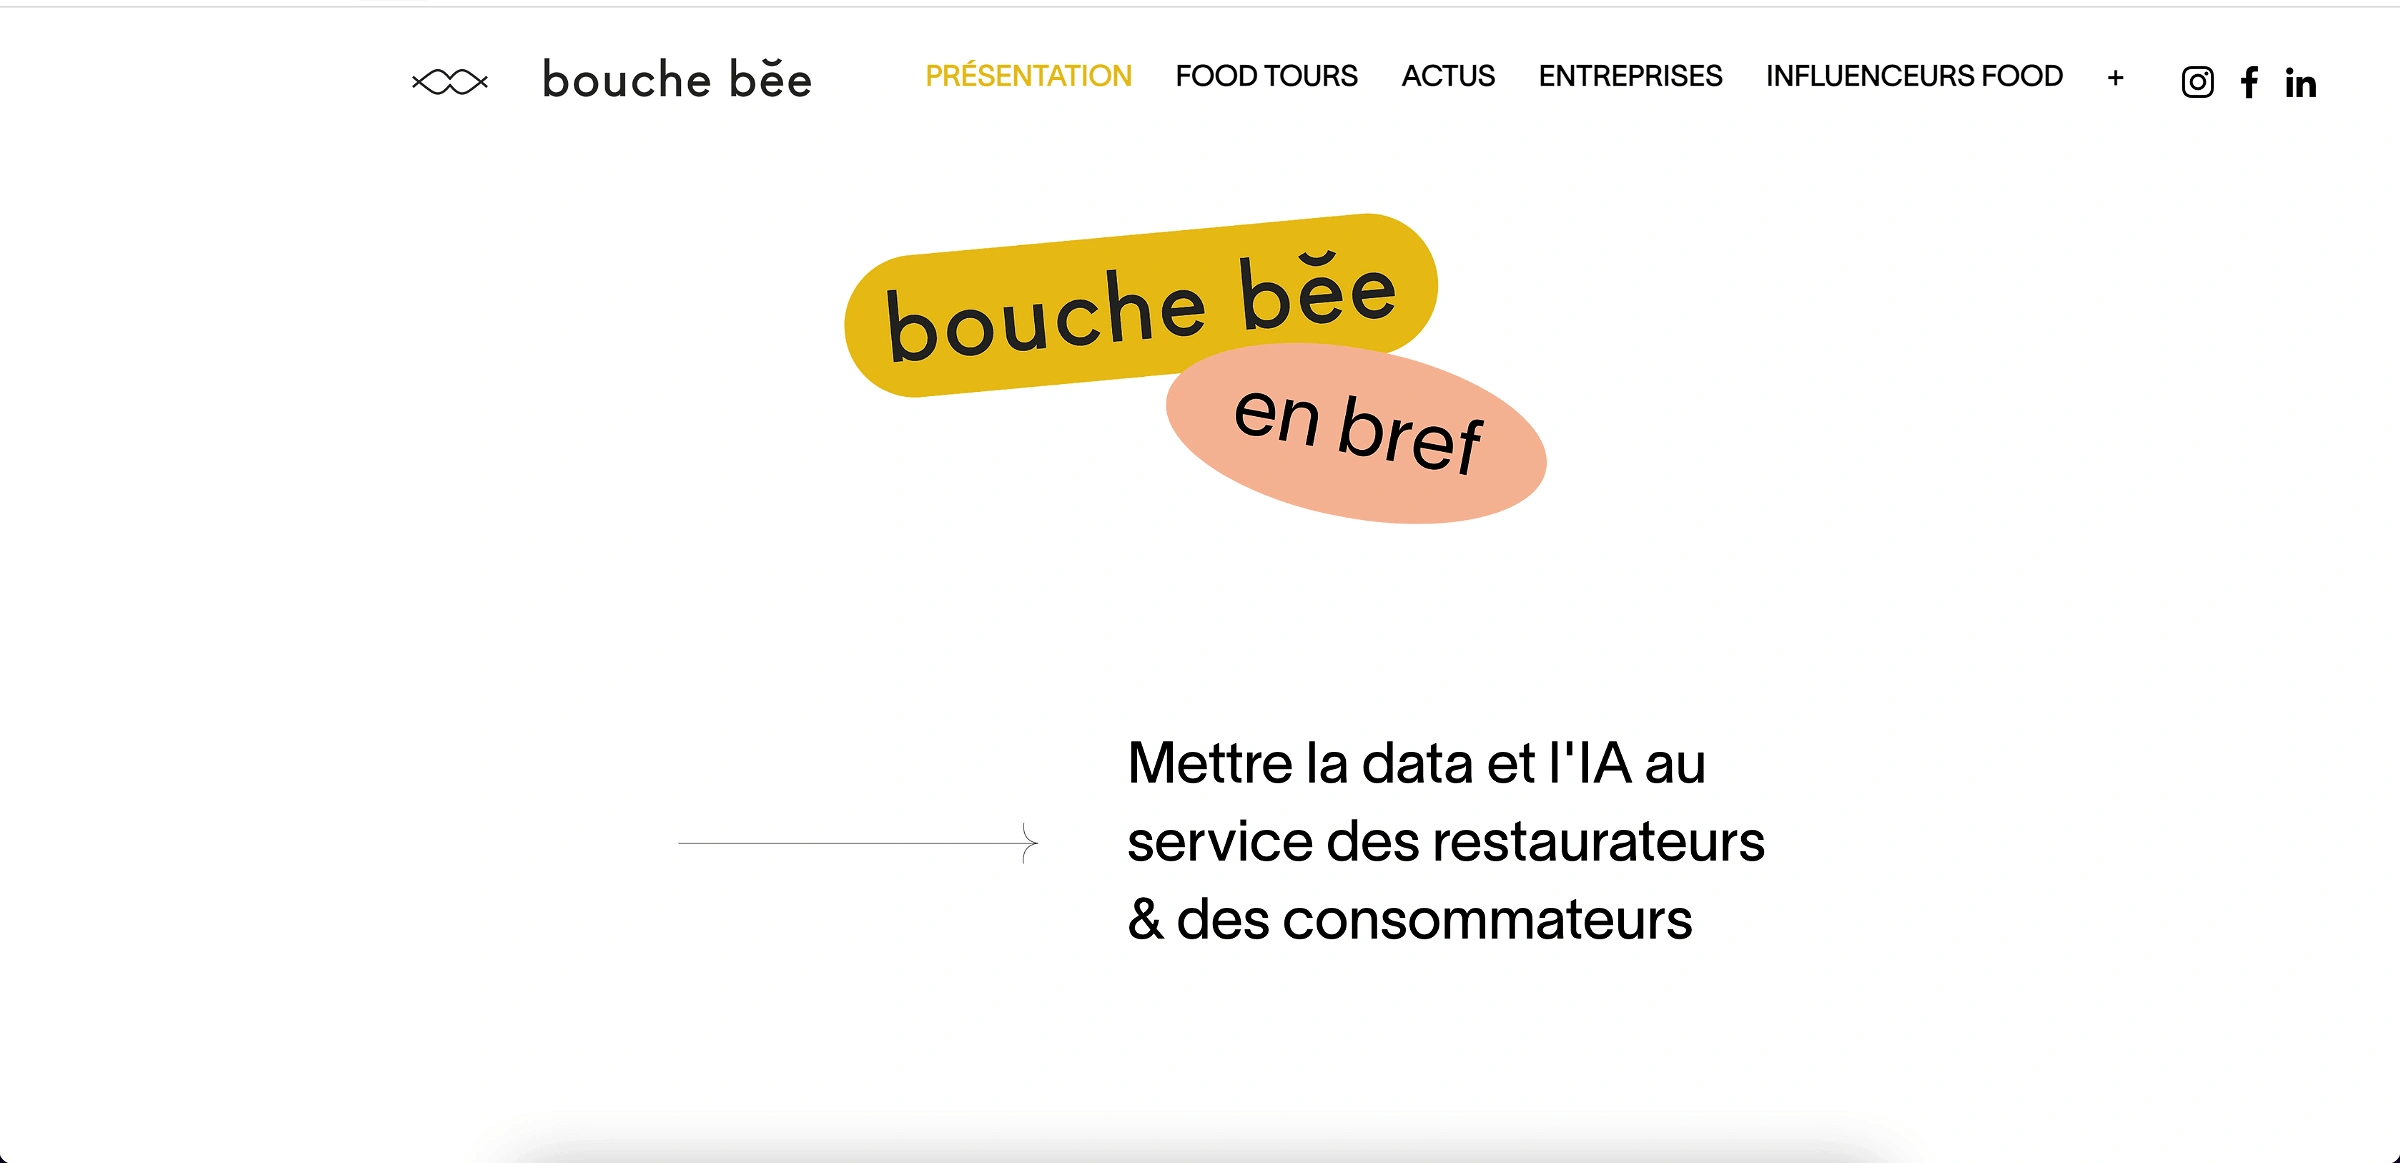 bouche bĕe
PRÉSENTATION FOOD TOURS ACTUS ENTREPRISES INFLUENCEURS FOOD +
bouche bĕe
en bref
Mettre la data et l'IA au
service des restaurateurs
& des consommateurs